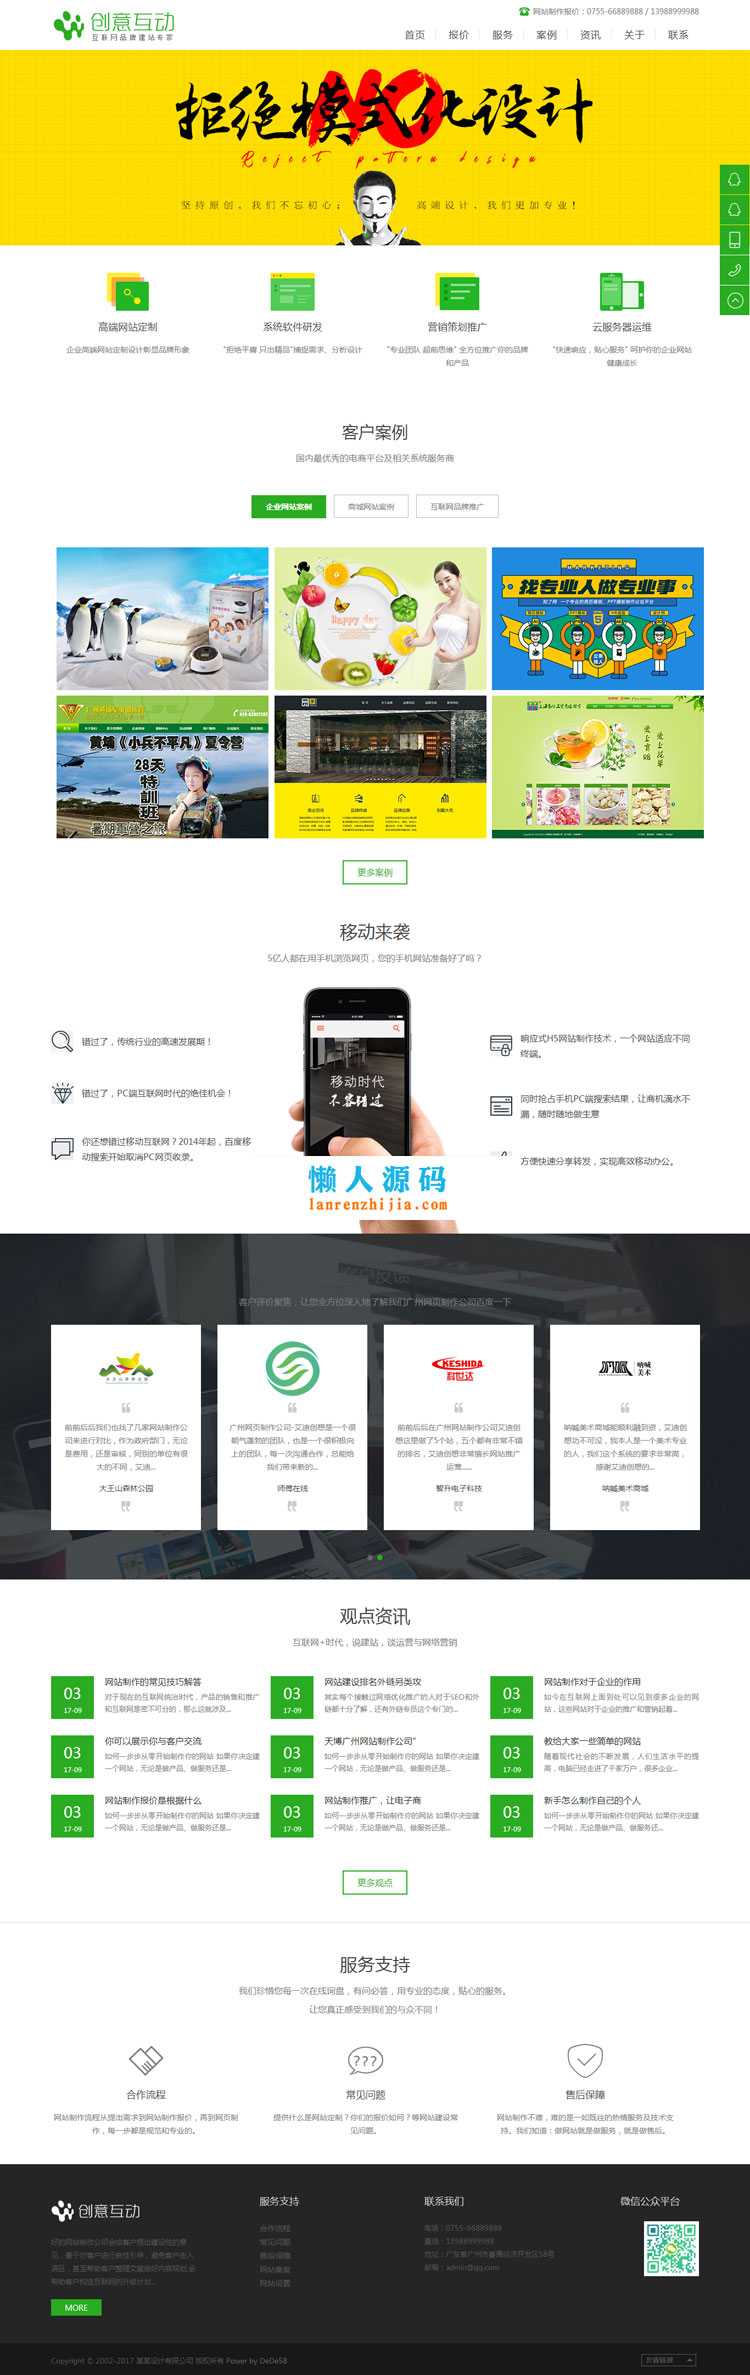 创意互动
互联网品牌建站专家
网站制作报价：0755-66889888 / 13988999988
首页 报价 服务 案例 资讯 关于 联系
NO
拒绝模式化设计
Reject pattern design
坚持原创，我们不忘初心； 高端设计，我们更加专业！
高端网站定制
企业高端网站定制设计彰显品牌形象
系统软件研发
"拒绝平庸 只出精品"捕捉需求、分析设计
营销策划推广
"专业团队 超前思维" 全方位推广你的品牌
和产品
云服务器运维
"快速响应，贴心服务" 呵护你的企业网站
健康成长
客户案例
国内最优秀的电商平台及相关系统服务商
企业网站案例 商城网站案例 互联网品牌推广
Happy day
MARKETING
找专业人做专业事
黄埔《小兵不平凡》夏令营
28天
特训班
暑期军营之旅
更多案例
移动来袭
5亿人都在用手机浏览网页，您的手机网站准备好了吗？
错过了，传统行业的高速发展期！
错过了，PC端互联网时代的绝佳机会！
你还想错过移动互联网？2014年起，百度移
动搜索开始取消PC网页收录。
移动时代
不容错过
响应式H5网站制作技术，一个网站适应不同
终端。
同时抢占手机PC端搜索结果，让商机滴水不
漏，随时随地做生意
方便快速分享转发，实现高效移动办公。
懒人源码
lanrenzhijia.com
客户反馈
客户评价聚焦，让您全方位深入地了解我们广州网页制作公司百度一下
大王山森林公园
前前后后我们也找了几家网站制作公
司来进行对比，作为政府部门，无论
是费用，还是审核，同别的单位有很
大的不同，艾迪...
大王山森林公园
广州网页制作公司-艾迪创想是一个很
朝气蓬勃的团队，也是一个很积极向
上的团队，每一次沟通合作，总能给
我们带来新的...
师傅在线
KESHIDA
科世达
前前后后在广州网站制作公司艾迪创
想这里做了5个站，五个都有非常不错
的排名，艾迪创想非常擅长网站推广
运营......
智升电子科技
呐喊
美术
呐喊美术商城能顺利融到资，艾迪创
想功不可没，我本人是一个美术专业
的人，我们这个系统的要求非常高，
感谢艾迪创想的...
呐喊美术商城
观点资讯
互联网+时代，说建站，谈运营与网络营销
03
17-09
网站制作的常见技巧解答
对于现在的互联网统治时代，产品的销售和推广
和互联网是密不可分的，那么这就涉及...
03
17-09
网站建设排名外链另类攻
其实每个接触过网络优化推广的人对于SEO和外
链都十分了解，还有外链专员这个专门的...
03
17-09
网站制作对于企业的作用
如今在互联网上面到处可以见到很多企业的网
站，这些网站对于企业的推广和营销起着...
03
17-09
你可以展示你与客户交流
如何一步步从零开始制作你的网站 如果你决定建
一个网站，无论是做产品、做服务还是...
03
17-09
天博广州网站制作公司"
如何一步步从零开始制作你的网站 如果你决定建
一个网站，无论是做产品、做服务还是...
03
17-09
教给大家一些简单的网站
随着现代社会的不断发展，人们生活水平的提
高，电脑已经走进了千家万户，很多企业...
03
17-09
网站制作报价是根据什么
如何一步步从零开始制作你的网站 如果你决定建
一个网站，无论是做产品、做服务还是...
03
17-09
网站制作推广，让电子商
如何一步步从零开始制作你的网站 如果你决定建
一个网站，无论是做产品、做服务还是...
03
17-09
新手怎么制作自己的个人
如何一步步从零开始制作你的网站 如果你决定建
一个网站，无论是做产品、做服务还...
更多观点
服务支持
我们珍惜您每一次在线询盘，有问必答，用专业的态度，贴心的服务。
让您真正感受到我们的与众不同！
合作流程
网站制作流程从提出需求到网站制作报价，再到网页制
作，每一步都是规范和专业的。
???
常见问题
提供什么是网站定制？你们的报价如何？等网站建设常
见问题。
售后保障
网站制作不难，难的是一如既往的热情服务及技术支
持。我们知道：做网站就是做服务，就是做售后。
创意互动
好的网站制作公司会给客户提出建设性的意
见，善于对客户进行良性引导，避免客户走入
误区，甚至帮助客户整理文案做好内容规划,会
帮助客户构造互联网的升级计划...
MORE
服务支持
合作流程
常见问题
售后保障
网站集案
网站设置
联系我们
电话：0755-66889888
直线：13988999988
地址：广东省广州市番禺经济开发区58号
邮箱：admin@qq.com
微信公众平台
Copyright © 2002-2017 某某设计有限公司 版权所有 Power by DeDe58
友情链接